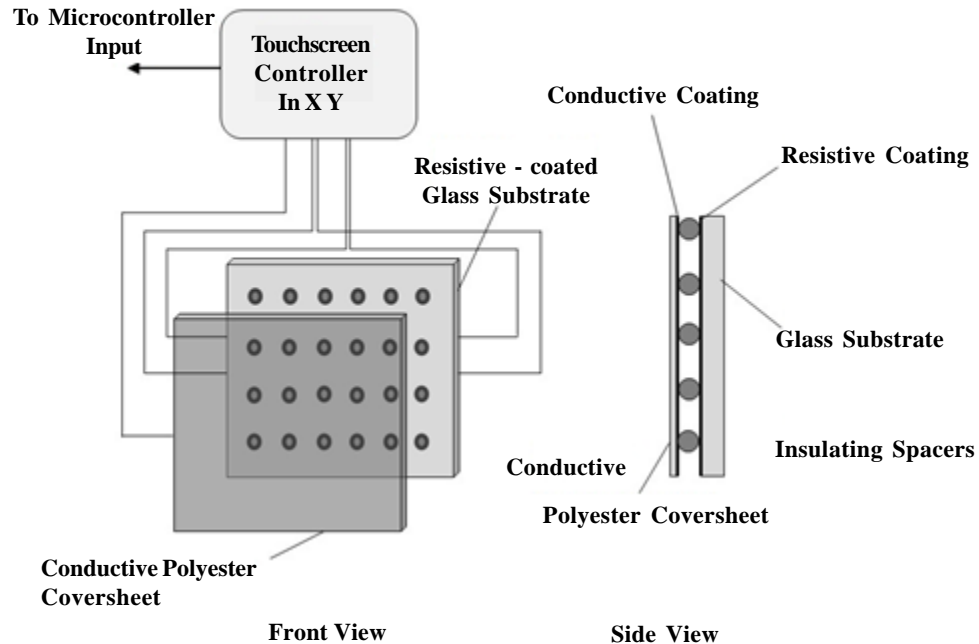 To Microcontroller
Input
Touchscreen
Controller
In X Y
Conductive Coating
Resistive - coated
Glass Substrate
Resistive Coating
Glass Substrate
Insulating Spacers
Conductive
Polyester Coversheet
Conductive Polyester
Coversheet
Front View
Side View